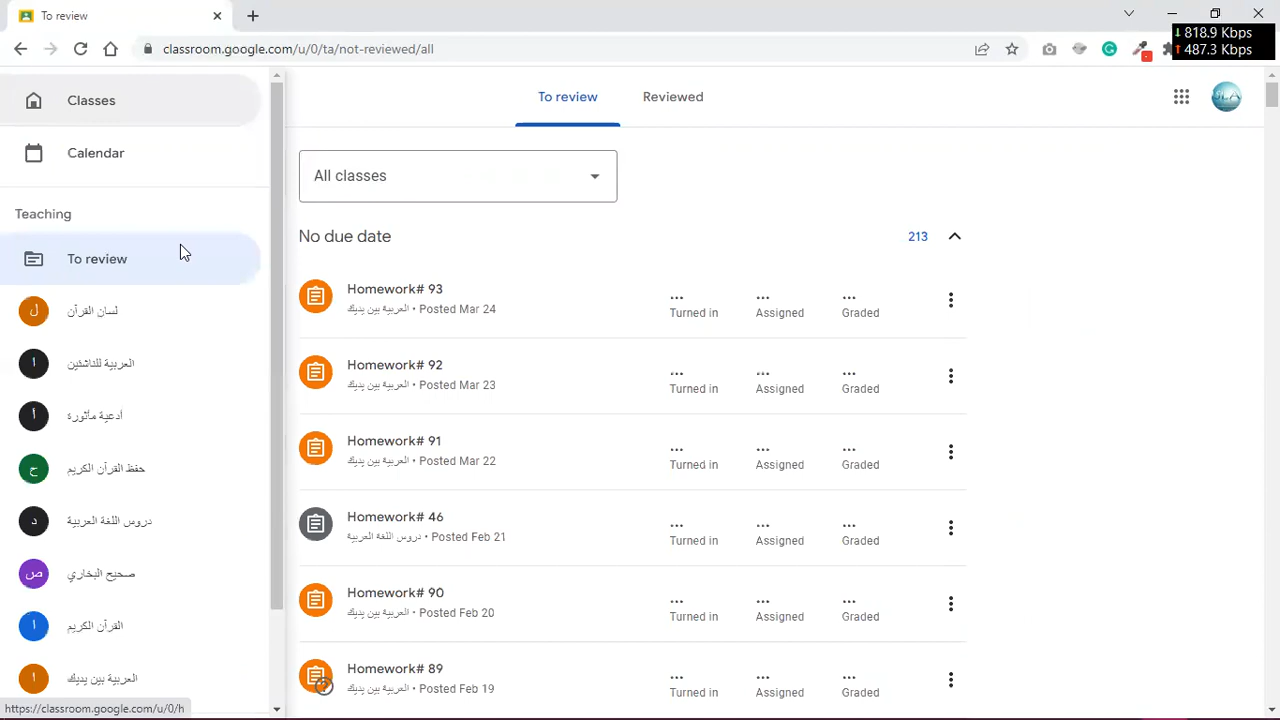 To review
818.9 Kbps
487.3 Kbps
classroom.google.com/u/0/ta/not-reviewed/all
Classes
Calendar
Teaching
To review
ل لسان القرآن
ا العربية للناشئين
أ أدعية مأثورة
ح حفظ القرآن الكريم
د دروس اللغة العربية
ص صحيح البخاري
ا القرآن الكريم
ا العربية بين يديك
https://classroom.google.com/u/0/h
To review Reviewed
SLA
All classes
No due date 213
Homework# 93
العربية بين يديك • Posted Mar 24
... ... ...
Turned in Assigned Graded
Homework# 92
العربية بين يديك • Posted Mar 23
... ... ...
Turned in Assigned Graded
Homework# 91
العربية بين يديك • Posted Mar 22
... ... ...
Turned in Assigned Graded
Homework# 46
دروس اللغة العربية • Posted Feb 21
... ... ...
Turned in Assigned Graded
Homework# 90
العربية بين يديك • Posted Feb 20
... ... ...
Turned in Assigned Graded
Homework# 89
العربية بين يديك • Posted Feb 19
... ... ...
Turned in Assigned Graded